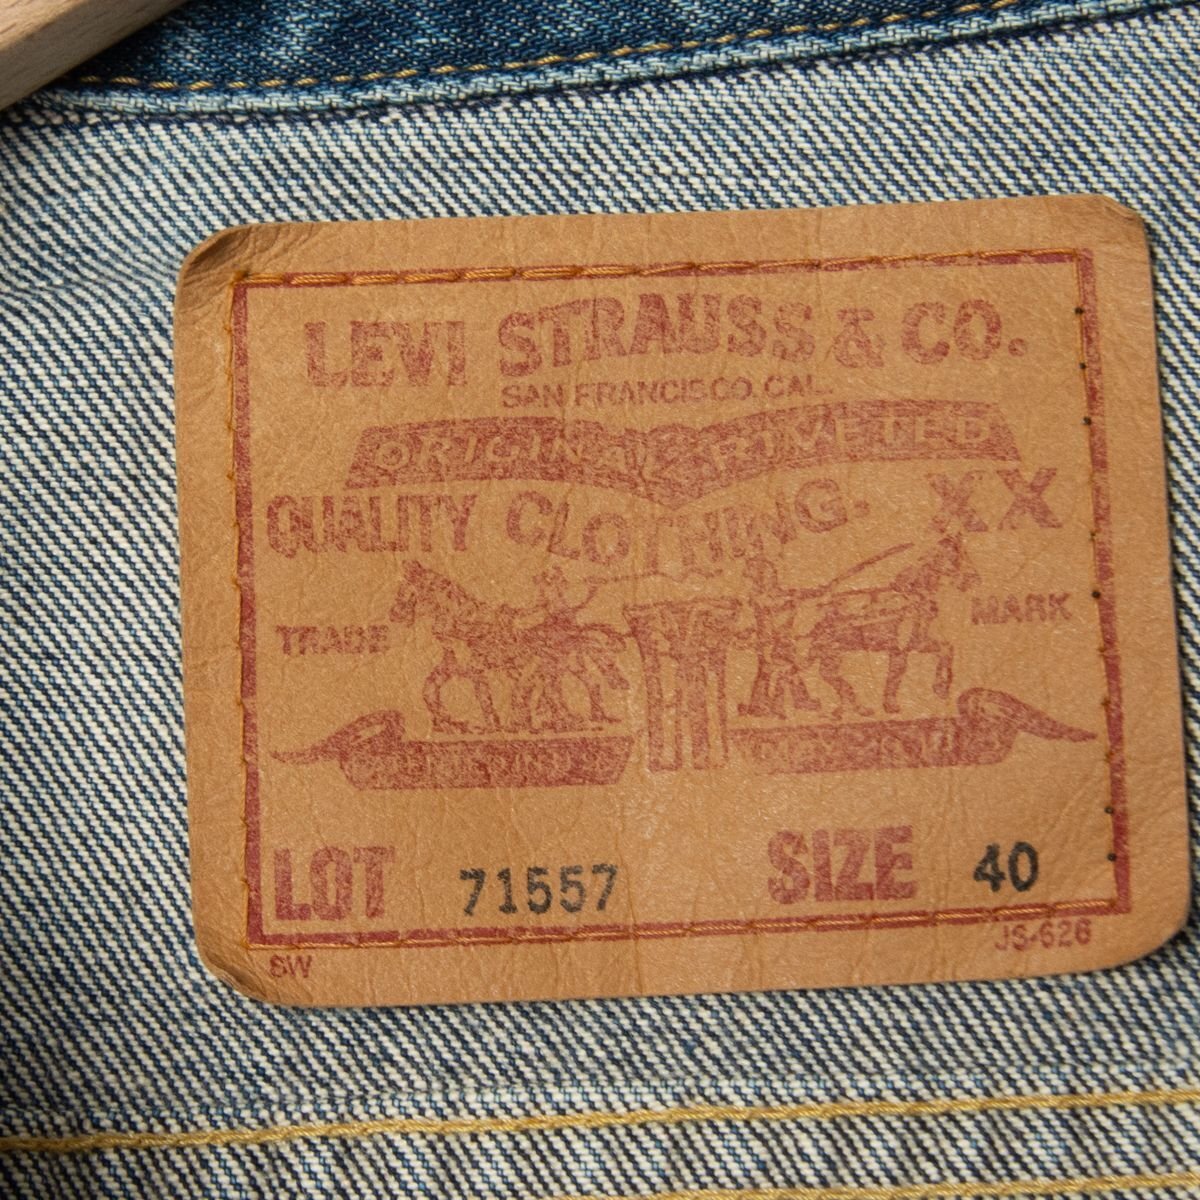 LEVI STRAUSS & CO.
SAN FRANCISCO, CAL.
ORIGINAL RIVETED
QUALITY CLOTHING. XX
TRADE MARK
LOT 71557 SIZE 40
SW JS-626